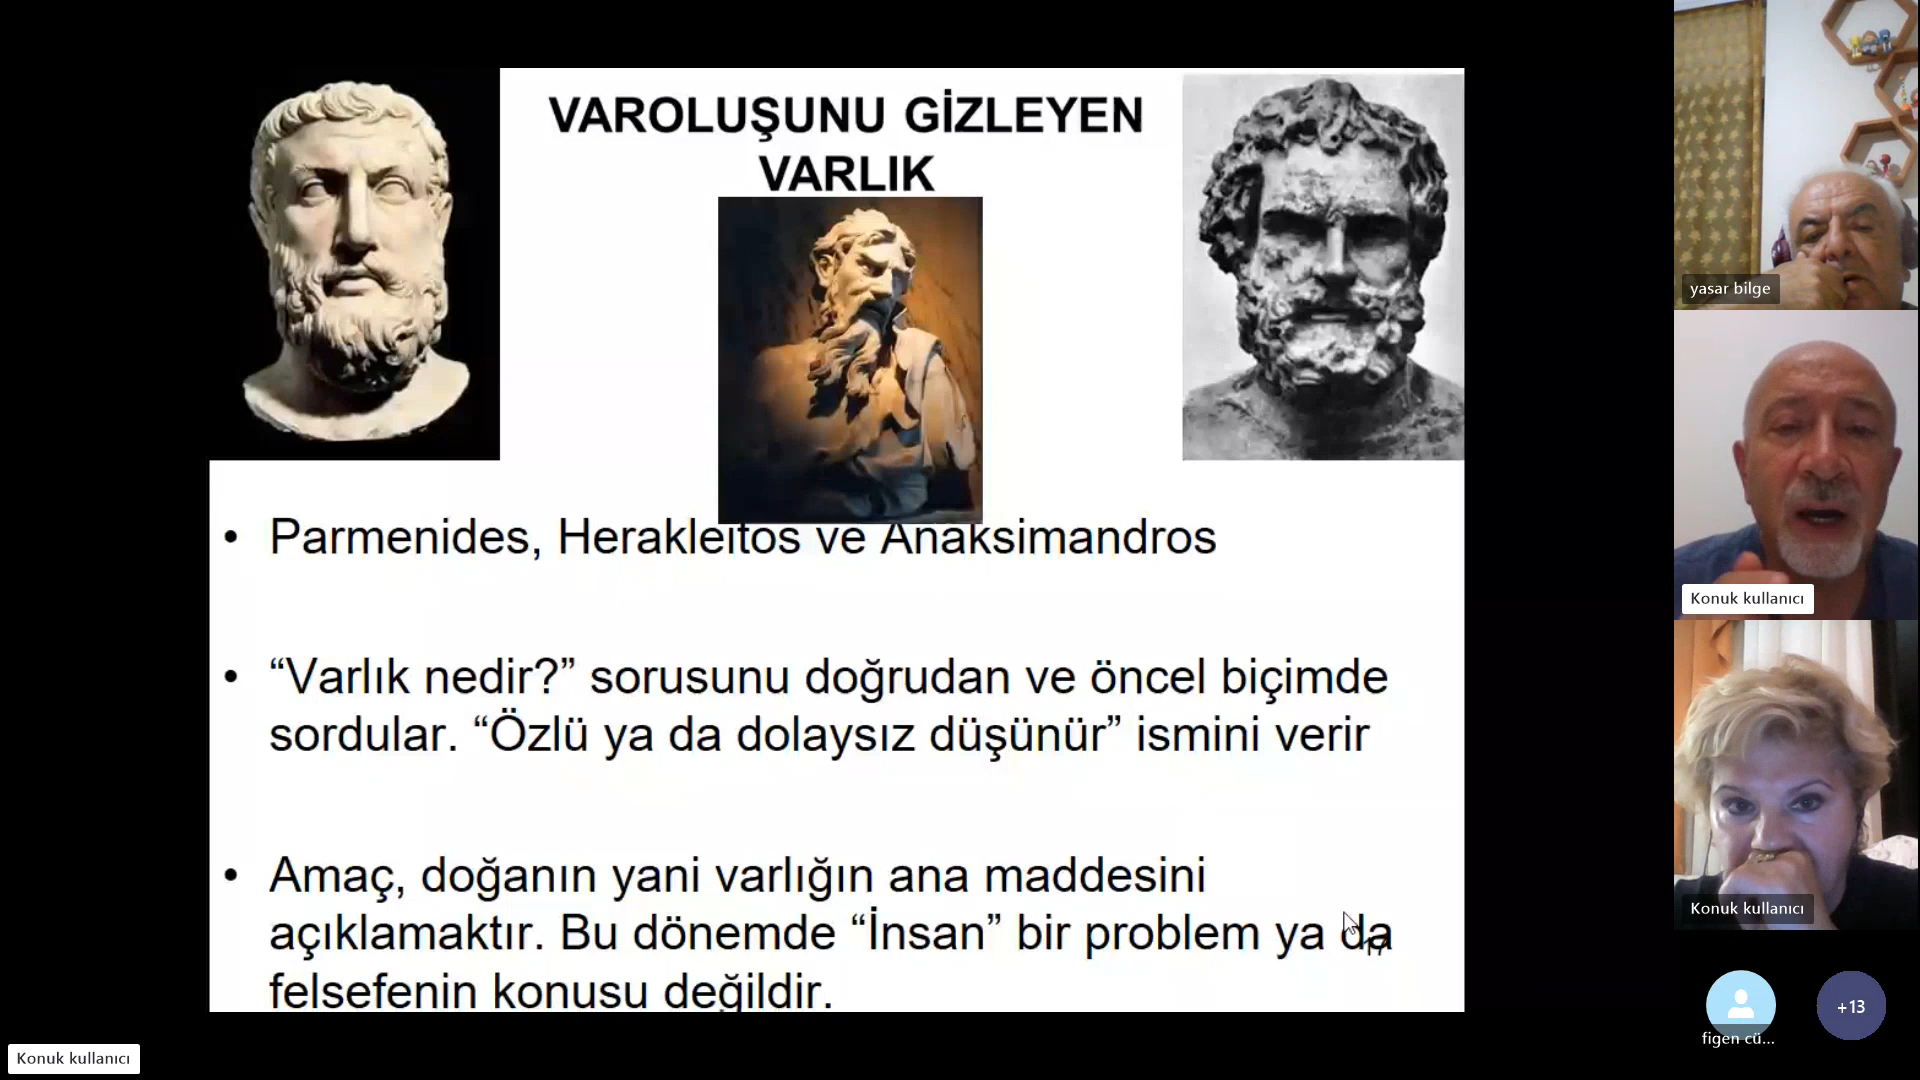 VAROLUŞUNU GİZLEYEN
VARLIK
• Parmenides, Herakleitos ve Anaksimandros
• “Varlık nedir?” sorusunu doğrudan ve öncel biçimde
sordular. “Özlü ya da dolaysız düşünür” ismini verir
• Amaç, doğanın yani varlığın ana maddesini
açıklamaktır. Bu dönemde “İnsan” bir problem ya da
felsefenin konusu değildir.
17
yasar bilge
Konuk kullanıcı
Konuk kullanıcı
figen cü...
+13
Konuk kullanıcı